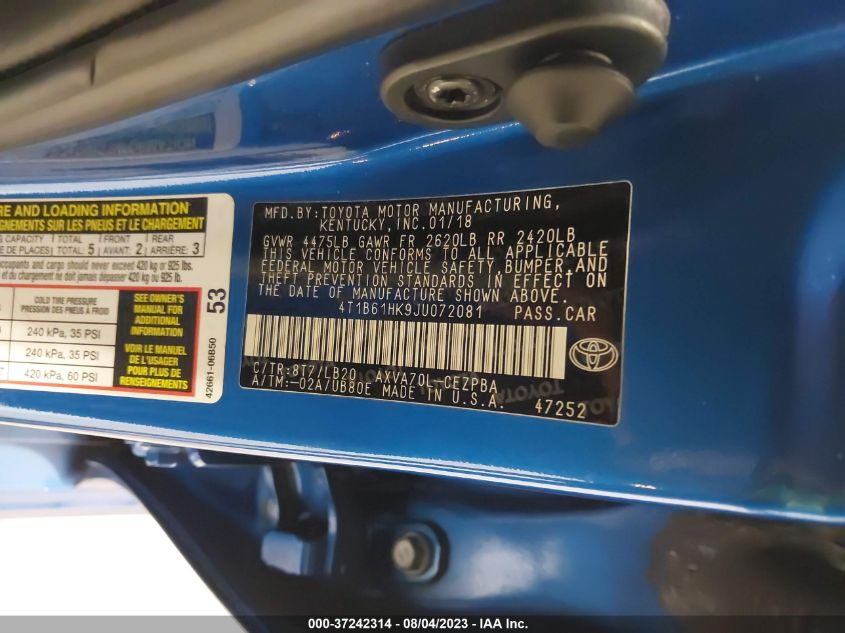 RE AND LOADING INFORMATION
SUR LES PNEUS ET LE CHARGEMENT
CAPACITY TOTAL FRONT REAR
DE PLACES TOTAL: 5 AVANT: 2 ARRIÈRE: 3
occupants and cargo should never exceed 420 kg or 925 lbs.
et du chargement ne doit jamais dépasser 420 kg ou 925 lb.
COLD TIRE PRESSURE
PRESSION DES PNEUS À FROID
240 kPa, 35 PSI
240 kPa, 35 PSI
420 kPa, 60 PSI
SEE OWNER'S
MANUAL FOR
ADDITIONAL
INFORMATION
VOIR LE MANUEL
DE L'USAGER
POUR PLUS DE
RENSEIGNEMENTS
53
42661-06B50
MFD.BY:TOYOTA MOTOR MANUFACTURING,
KENTUCKY, INC. 01/18
GVWR 4475LB GAWR FR 2620LB RR 2420LB
THIS VEHICLE CONFORMS TO ALL APPLICABLE
FEDERAL MOTOR VEHICLE SAFETY, BUMPER, AND
THEFT PREVENTION STANDARDS IN EFFECT ON
THE DATE OF MANUFACTURE SHOWN ABOVE.
4T1B61HK9JU072081 PASS.CAR
C/TR:8T7/LB20 AXVA70L-CEZPBA
A/TM:-02A/UB80E MADE IN U.S.A.
47252
TOYOTA
000-37242314 - 08/04/2023 - IAA Inc.